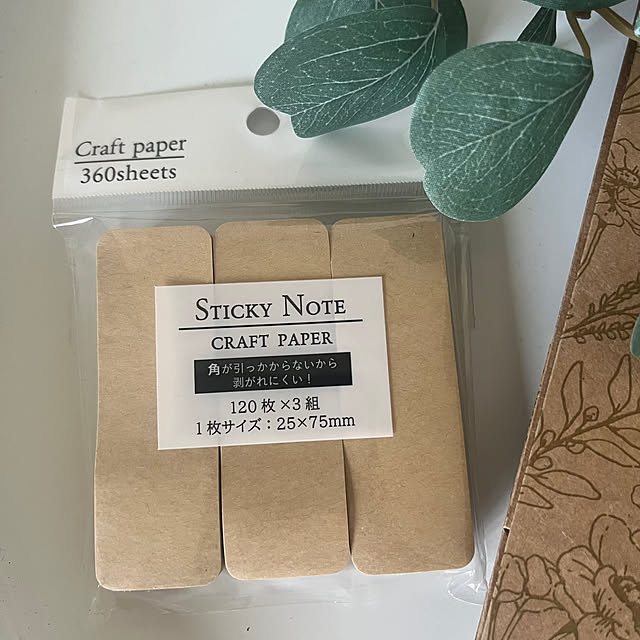 Craft paper
360sheets
STICKY NOTE
CRAFT PAPER
角が引っかからないから
剥がれにくい！
120枚×3組
1枚サイズ：25×75mm